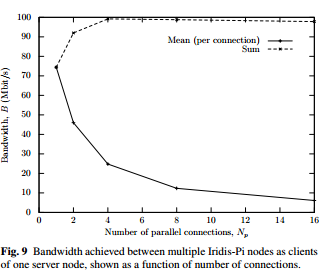 100
90
80
70
60
50
40
30
20
10
0
Bandwidth, B (Mbit/s)
Mean (per connection)
Sum
0 2 4 6 8 10 12 14 16
Number of parallel connections, Np
Fig. 9 Bandwidth achieved between multiple Iridis-Pi nodes as clients
of one server node, shown as a function of number of connections.